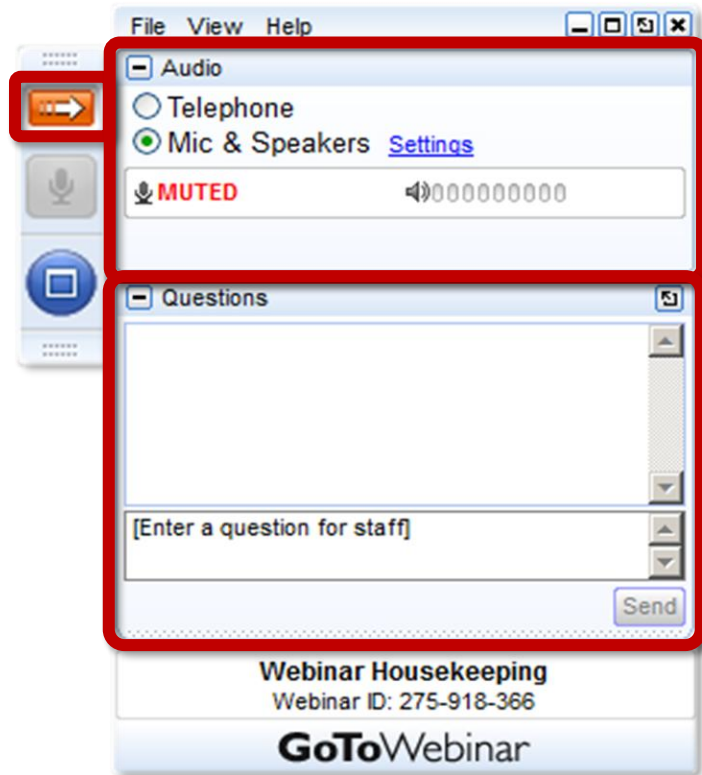 File View Help
Audio
Telephone
Mic & Speakers Settings
MUTED 000000000
Questions
[Enter a question for staff]
Send
Webinar Housekeeping
Webinar ID: 275-918-366
GoToWebinar